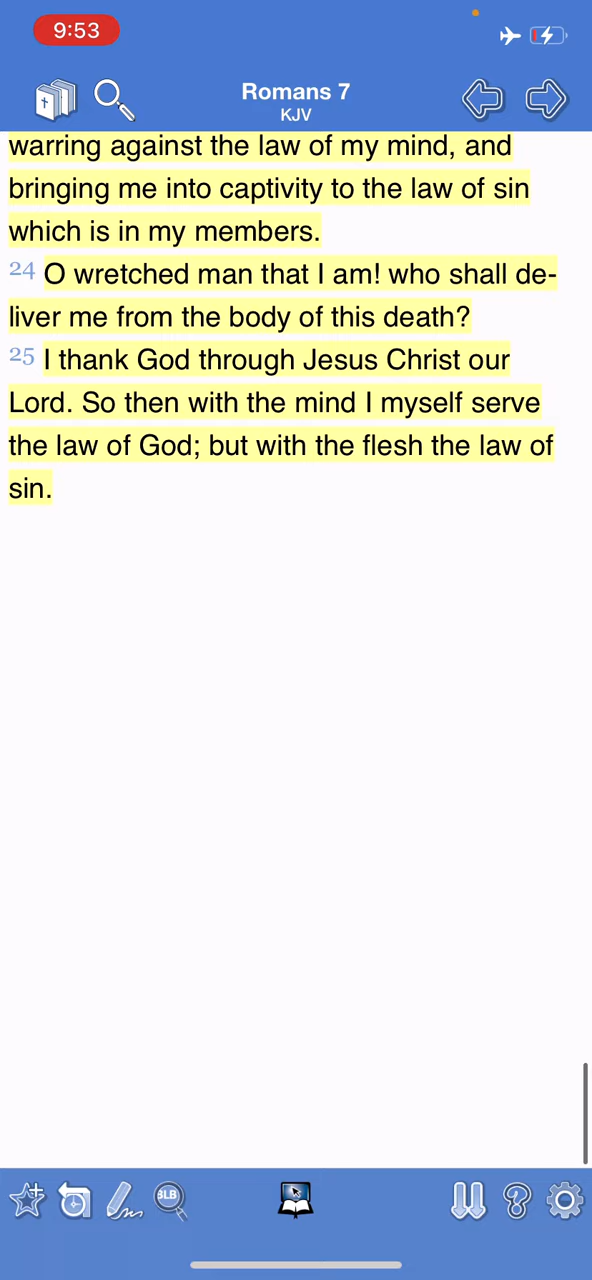 9:53
Romans 7
KJV
warring against the law of my mind, and
bringing me into captivity to the law of sin
which is in my members.
24 O wretched man that I am! who shall de-
liver me from the body of this death?
25 I thank God through Jesus Christ our
Lord. So then with the mind I myself serve
the law of God; but with the flesh the law of
sin.
BLB